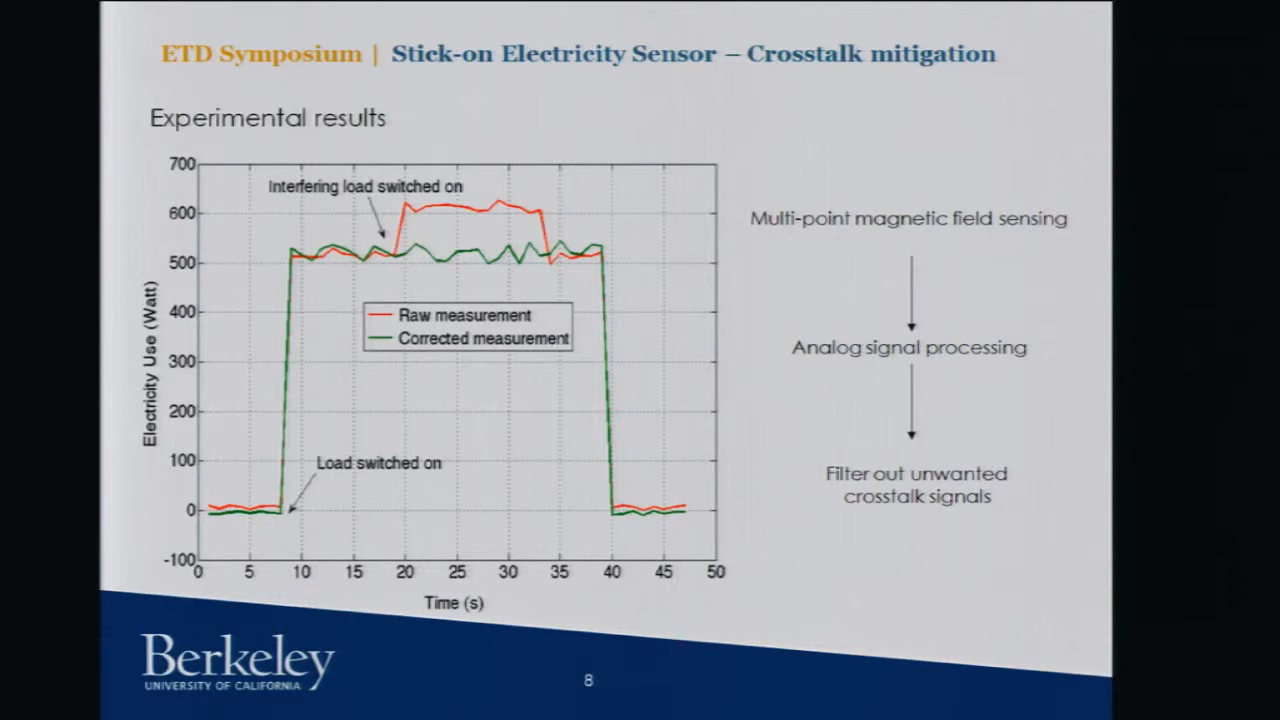 ETD Symposium | Stick-on Electricity Sensor – Crosstalk mitigation
Experimental results
700
600
500
400
300
200
100
0
-100
0 5 10 15 20 25 30 35 40 45 50
Electricity Use (Watt)
Time (s)
Interfering load switched on
Raw measurement
Corrected measurement
Load switched on
Multi-point magnetic field sensing
Analog signal processing
Filter out unwanted
crosstalk signals
Berkeley
UNIVERSITY OF CALIFORNIA
8